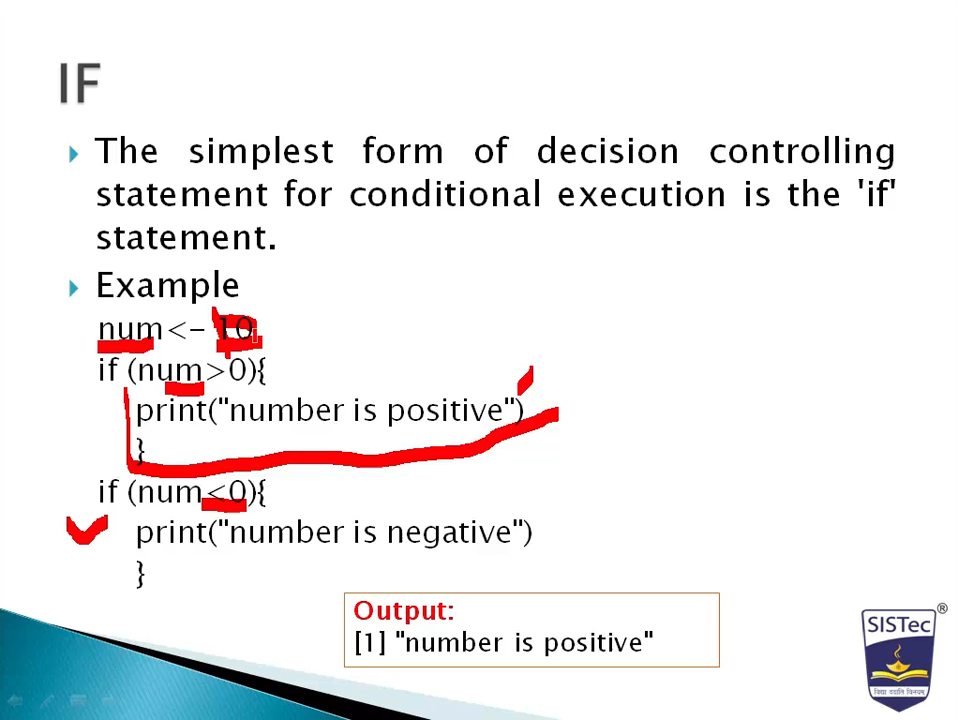 IF
The simplest form of decision controlling
statement for conditional execution is the 'if'
statement.
Example
num<- 10
if (num>0){
print("number is positive")
}
if (num<0){
print("number is negative")
}
Output:
[1] "number is positive"
SISTec
®
विद्या ददाति विनयम्